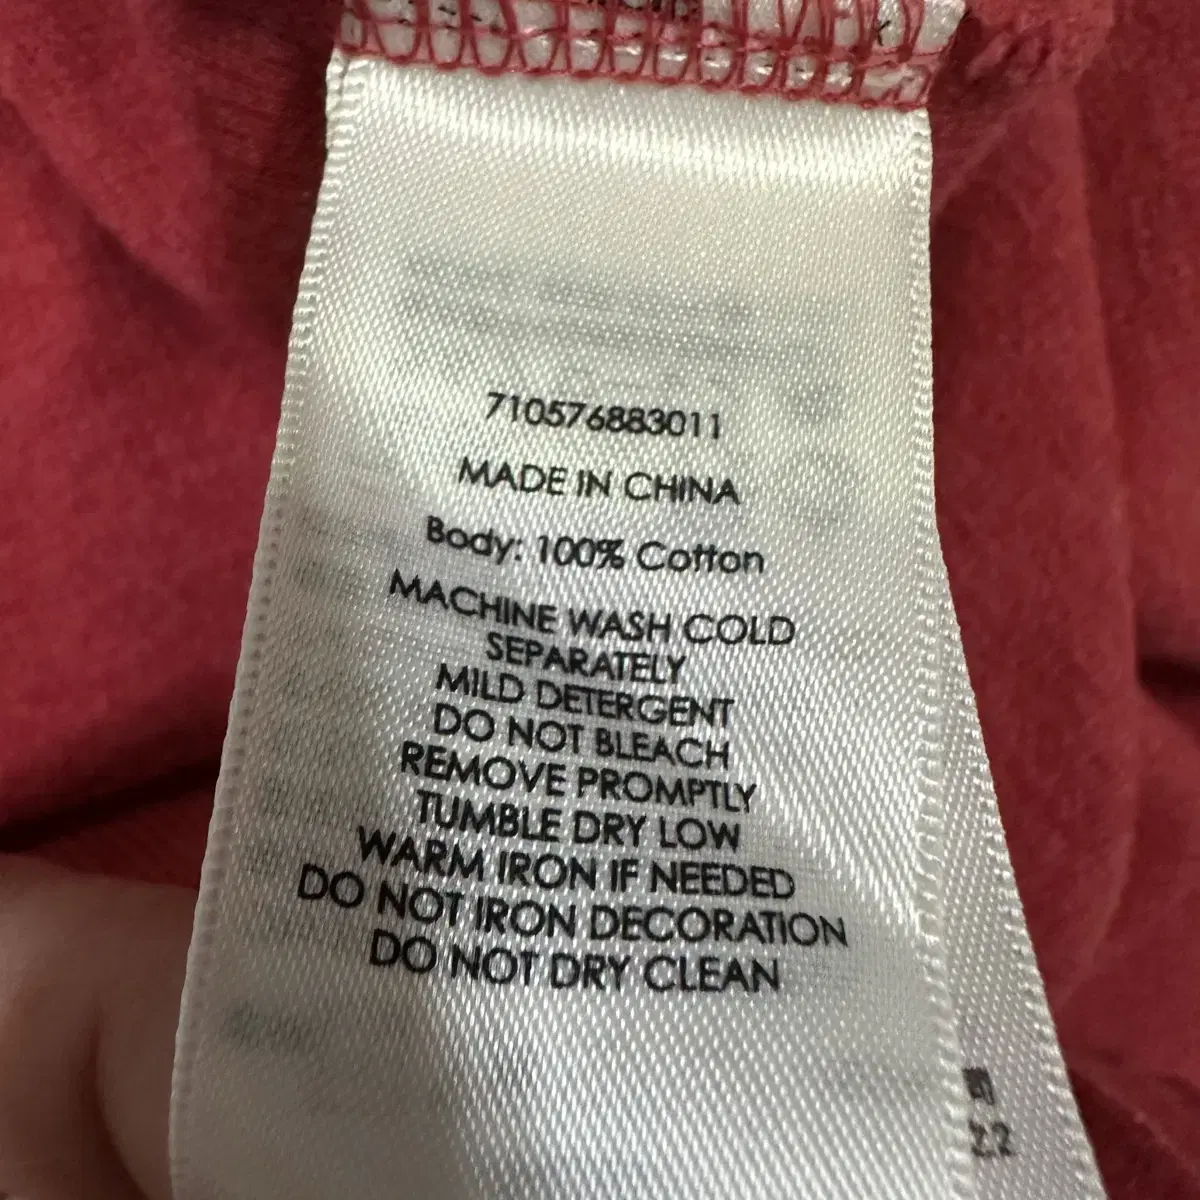 710576883011
MADE IN CHINA
Body: 100% Cotton
MACHINE WASH COLD
SEPARATELY
MILD DETERGENT
DO NOT BLEACH
REMOVE PROMPTLY
TUMBLE DRY LOW
WARM IRON IF NEEDED
DO NOT IRON DECORATION
DO NOT DRY CLEAN
22